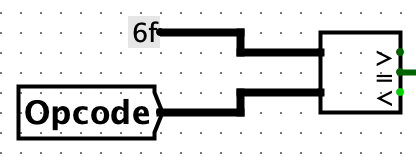 6f
Opcode
>
=
<